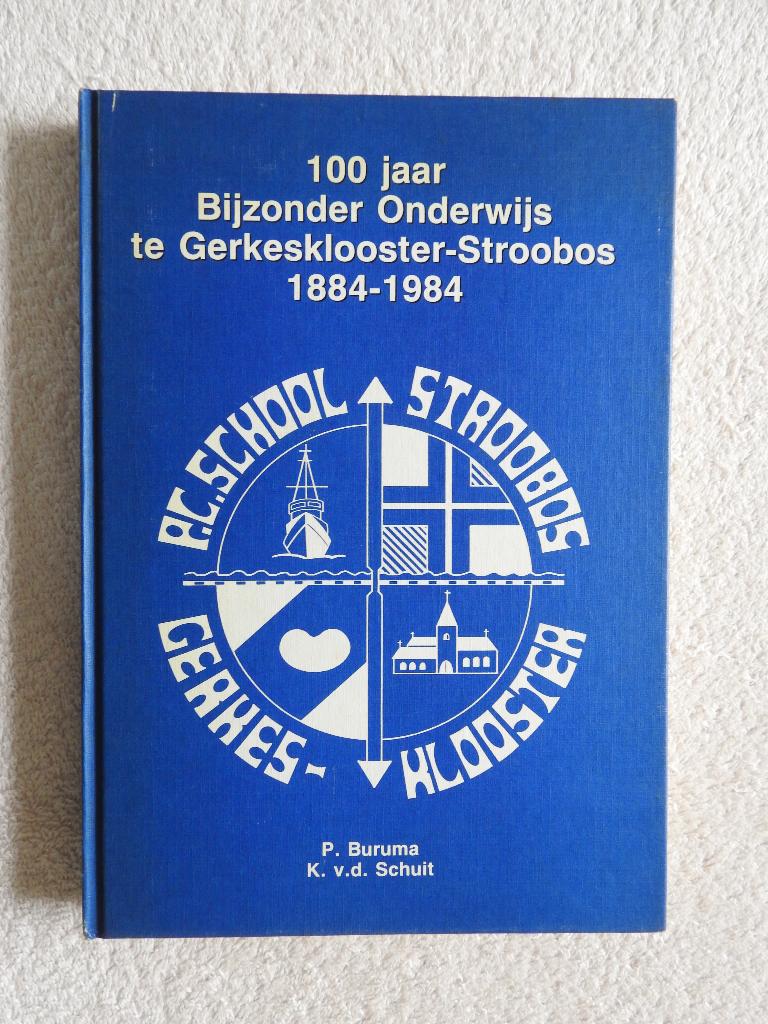 100 jaar
Bijzonder Onderwijs
te Gerkesklooster-Stroobos
1884-1984
P.C.SCHOOL STROOBOS
GERKES- KLOOSTER
P. Buruma
K. v.d. Schuit